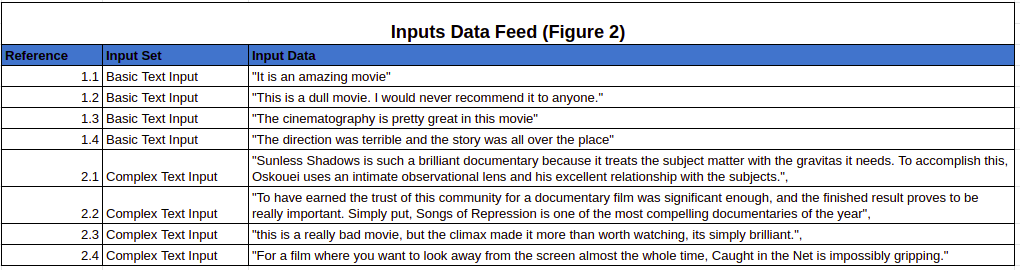 Inputs Data Feed (Figure 2)
Reference Input Set Input Data
1.1 Basic Text Input "It is an amazing movie"
1.2 Basic Text Input "This is a dull movie. I would never recommend it to anyone."
1.3 Basic Text Input "The cinematography is pretty great in this movie"
1.4 Basic Text Input "The direction was terrible and the story was all over the place"
"Sunless Shadows is such a brilliant documentary because it treats the subject matter with the gravitas it needs. To accomplish this,
2.1 Complex Text Input Oskouei uses an intimate observational lens and his excellent relationship with the subjects.",
"To have earned the trust of this community for a documentary film was significant enough, and the finished result proves to be
2.2 Complex Text Input really important. Simply put, Songs of Repression is one of the most compelling documentaries of the year",
2.3 Complex Text Input "this is a really bad movie, but the climax made it more than worth watching, its simply brilliant.",
2.4 Complex Text Input "For a film where you want to look away from the screen almost the whole time, Caught in the Net is impossibly gripping."